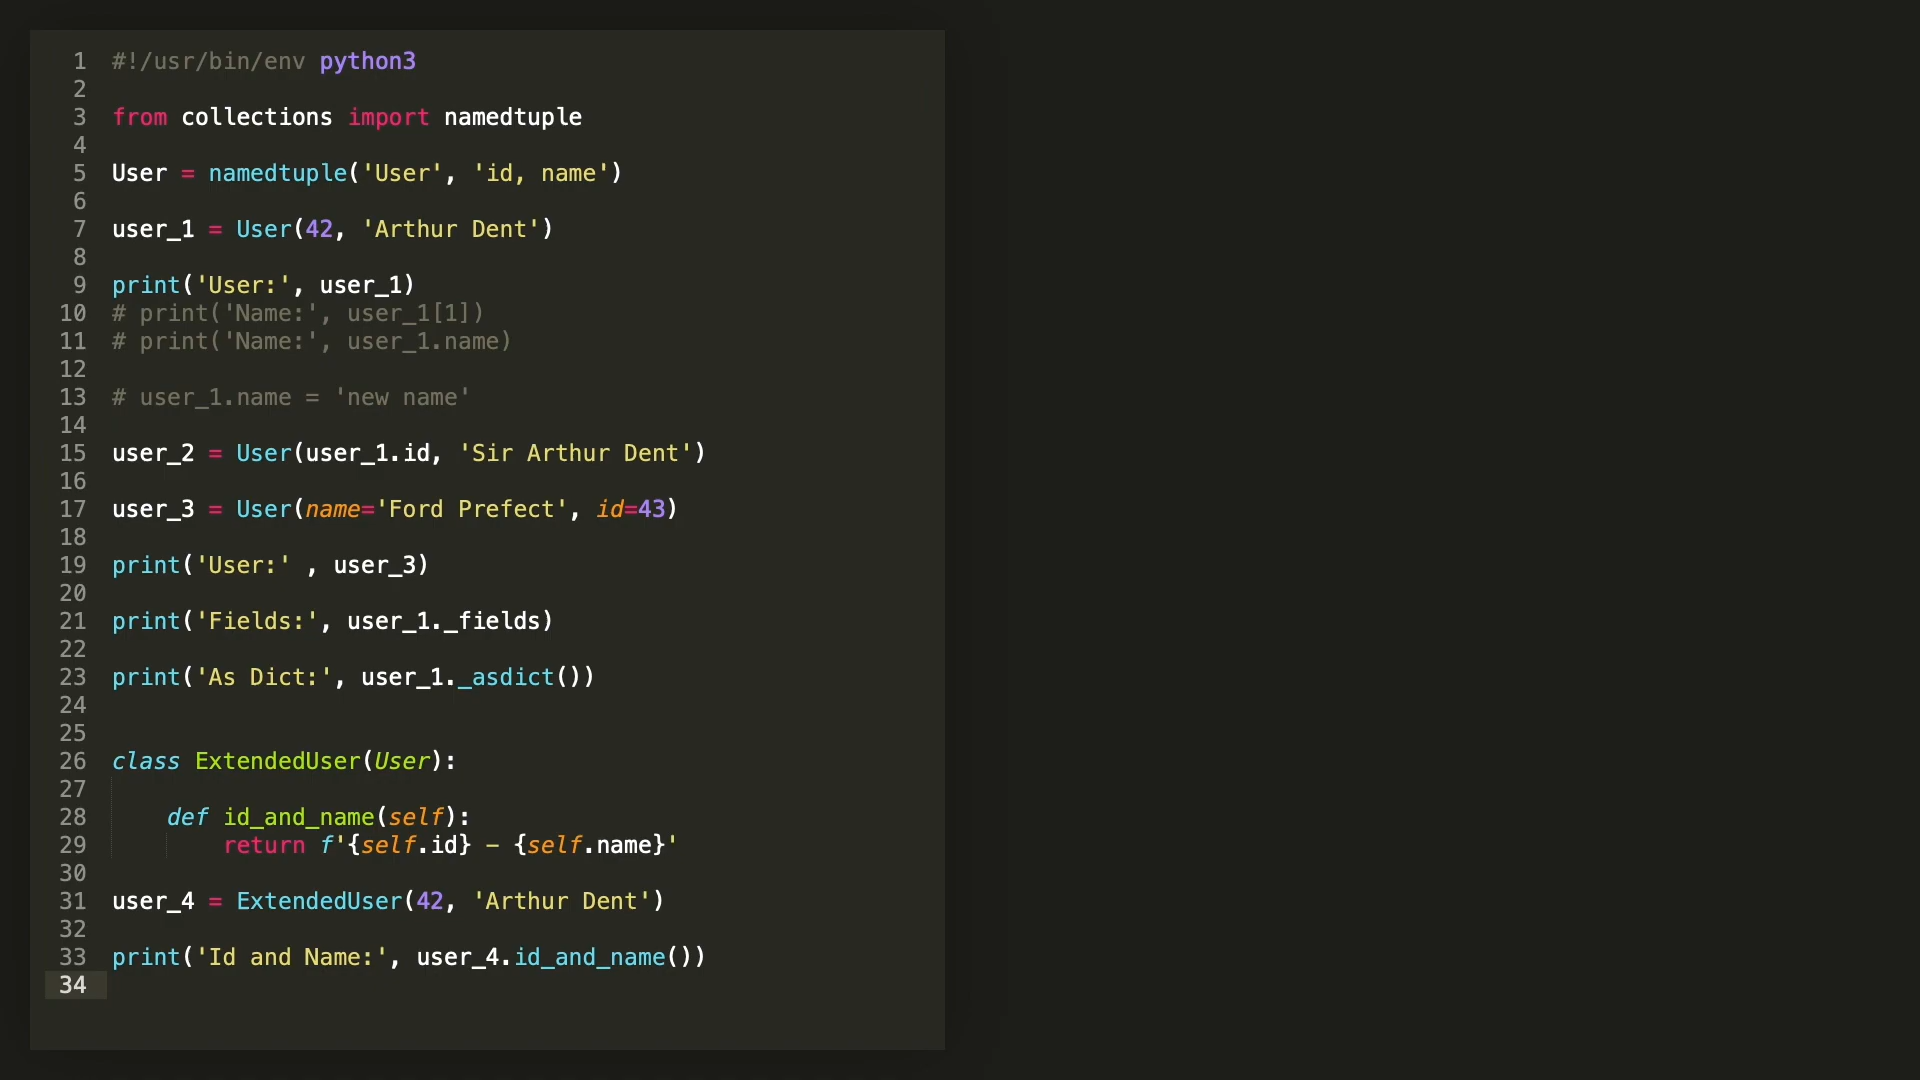 1 #!/usr/bin/env python3
2
3 from collections import namedtuple
4
5 User = namedtuple('User', 'id, name')
6
7 user_1 = User(42, 'Arthur Dent')
8
9 print('User:', user_1)
10 # print('Name:', user_1[1])
11 # print('Name:', user_1.name)
12
13 # user_1.name = 'new name'
14
15 user_2 = User(user_1.id, 'Sir Arthur Dent')
16
17 user_3 = User(name='Ford Prefect', id=43)
18
19 print('User:' , user_3)
20
21 print('Fields:', user_1._fields)
22
23 print('As Dict:', user_1._asdict())
24
25
26 class ExtendedUser(User):
27
28     def id_and_name(self):
29         return f'{self.id} – {self.name}'
30
31 user_4 = ExtendedUser(42, 'Arthur Dent')
32
33 print('Id and Name:', user_4.id_and_name())
34